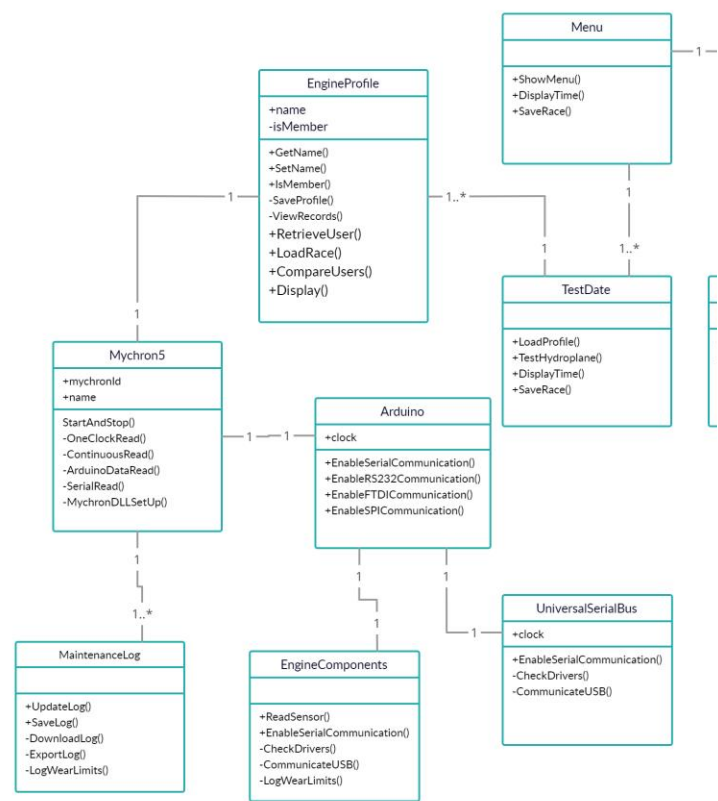 Menu
+ShowMenu()
+DisplayTime()
+SaveRace()
1
1
1..*
EngineProfile
+name
-isMember
+GetName()
+SetName()
+IsMember()
-SaveProfile()
-ViewRecords()
+RetrieveUser()
+LoadRace()
+CompareUsers()
+Display()
1
1
1..*
1
TestDate
+LoadProfile()
+TestHydroplane()
+DisplayTime()
+SaveRace()
Mychron5
+mychronId
+name
StartAndStop()
-OneClockRead()
-ContinuousRead()
-ArduinoDataRead()
-SerialRead()
-MychronDLLSetUp()
1
1
Arduino
+clock
+EnableSerialCommunication()
+EnableRS232Communication()
+EnableFTDICommunication()
+EnableSPICommunication()
1
1..*
1
1
1
1
MaintenanceLog
+UpdateLog()
+SaveLog()
-DownloadLog()
-ExportLog()
-LogWearLimits()
EngineComponents
+ReadSensor()
+EnableSerialCommunication()
-CheckDrivers()
-CommunicateUSB()
-LogWearLimits()
UniversalSerialBus
+clock
+EnableSerialCommunication()
-CheckDrivers()
-CommunicateUSB()